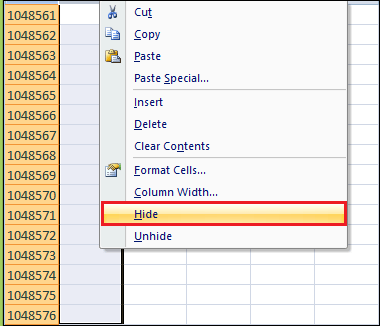 1048561
Cut
1048562
Copy
1048563
Paste
1048564
Paste Special...
1048565
Insert
1048566
Delete
1048567
Clear Contents
1048568
1048569
Format Cells...
1048570
Column Width...
1048571
Hide
1048572
Unhide
1048573
1048574
1048575
1048576